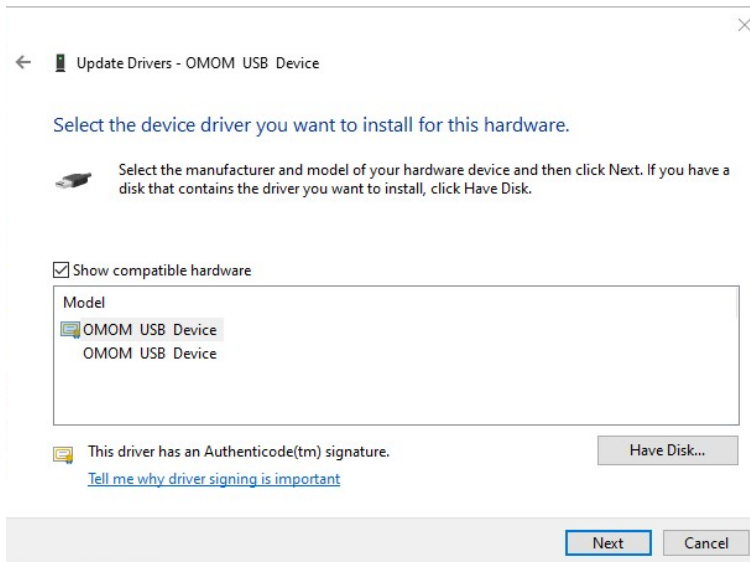 Update Drivers - OMOM USB Device
Select the device driver you want to install for this hardware.
Select the manufacturer and model of your hardware device and then click Next. If you have a
disk that contains the driver you want to install, click Have Disk.
Show compatible hardware
Model
OMOM USB Device
OMOM USB Device
This driver has an Authenticode(tm) signature.
Have Disk...
Tell me why driver signing is important
Next
Cancel